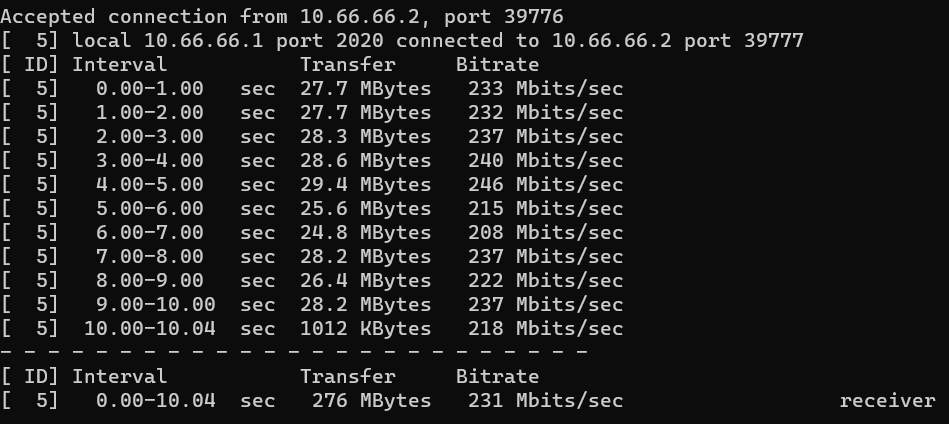 Accepted connection from 10.66.66.2, port 39776
[  5] local 10.66.66.1 port 2020 connected to 10.66.66.2 port 39777
[ ID] Interval           Transfer     Bitrate
[  5]   0.00-1.00   sec  27.7 MBytes   233 Mbits/sec
[  5]   1.00-2.00   sec  27.7 MBytes   232 Mbits/sec
[  5]   2.00-3.00   sec  28.3 MBytes   237 Mbits/sec
[  5]   3.00-4.00   sec  28.6 MBytes   240 Mbits/sec
[  5]   4.00-5.00   sec  29.4 MBytes   246 Mbits/sec
[  5]   5.00-6.00   sec  25.6 MBytes   215 Mbits/sec
[  5]   6.00-7.00   sec  24.8 MBytes   208 Mbits/sec
[  5]   7.00-8.00   sec  28.2 MBytes   237 Mbits/sec
[  5]   8.00-9.00   sec  26.4 MBytes   222 Mbits/sec
[  5]   9.00-10.00  sec  28.2 MBytes   237 Mbits/sec
[  5]  10.00-10.04  sec  1012 KBytes   218 Mbits/sec
- - - - - - - - - - - - - - - - - - - - - - - - -
[ ID] Interval           Transfer     Bitrate
[  5]   0.00-10.04  sec   276 MBytes   231 Mbits/sec                  receiver